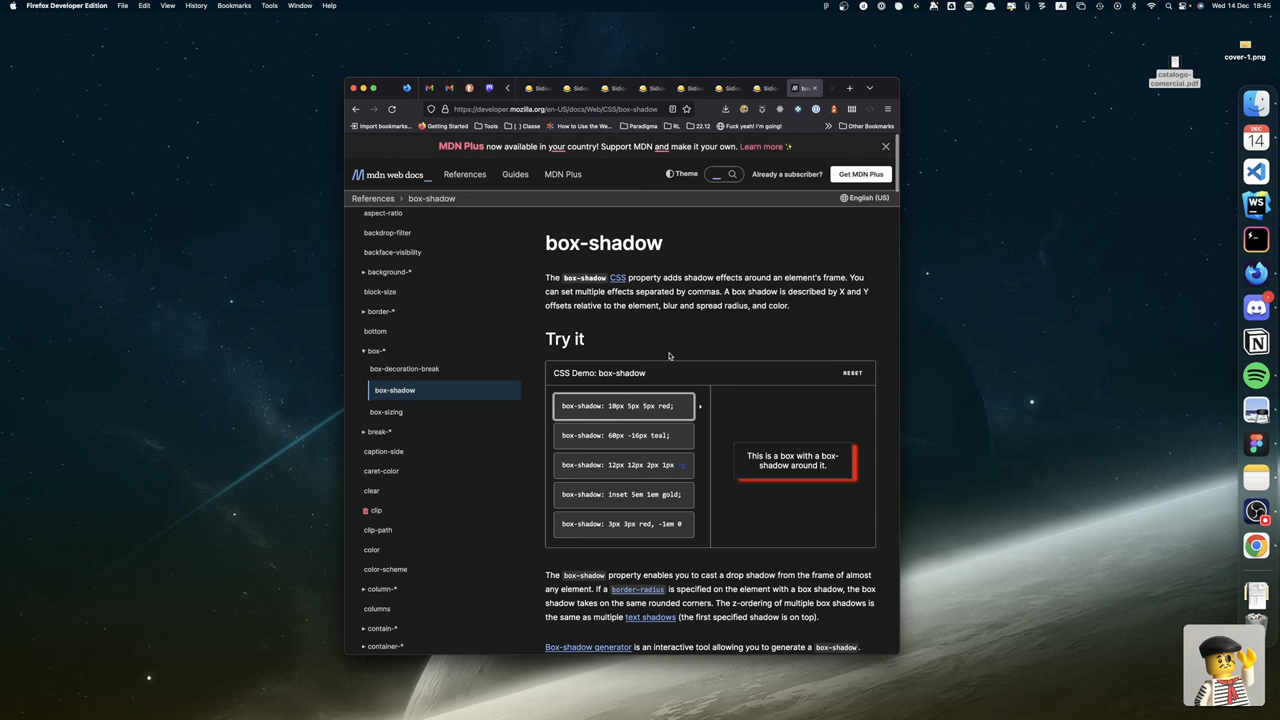 Firefox Developer Edition File Edit View History Bookmarks Tools Window Help
A
Wed 14 Dec 18:45
cover-1.png
catalogo-
comercial.pdf
https://developer.mozilla.org/en-US/docs/Web/CSS/box-shadow
Import bookmarks... Getting Started Tools [ ] Classe How to Use the We... Paradigma RL 22.12 Fuck yeah! I'm going! Other Bookmarks
MDN Plus now available in your country! Support MDN and make it your own. Learn more ✨
mdn web docs_ References Guides MDN Plus Theme Already a subscriber? Get MDN Plus
References > box-shadow English (US)
aspect-ratio
backdrop-filter
backface-visibility
background-*
block-size
border-*
bottom
box-*
box-decoration-break
box-shadow
box-sizing
break-*
caption-side
caret-color
clear
clip
clip-path
color
color-scheme
column-*
columns
contain-*
container-*
box-shadow
The box-shadow CSS property adds shadow effects around an element's frame. You
can set multiple effects separated by commas. A box shadow is described by X and Y
offsets relative to the element, blur and spread radius, and color.
Try it
CSS Demo: box-shadow RESET
box-shadow: 10px 5px 5px red;
box-shadow: 60px -16px teal;
box-shadow: 12px 12px 2px 1px
box-shadow: inset 5em 1em gold;
box-shadow: 3px 3px red, -1em 0
This is a box with a box-
shadow around it.
The box-shadow property enables you to cast a drop shadow from the frame of almost
any element. If a border-radius is specified on the element with a box shadow, the box
shadow takes on the same rounded corners. The z-ordering of multiple box shadows is
the same as multiple text shadows (the first specified shadow is on top).
Box-shadow generator is an interactive tool allowing you to generate a box-shadow.
DEC
14
WS